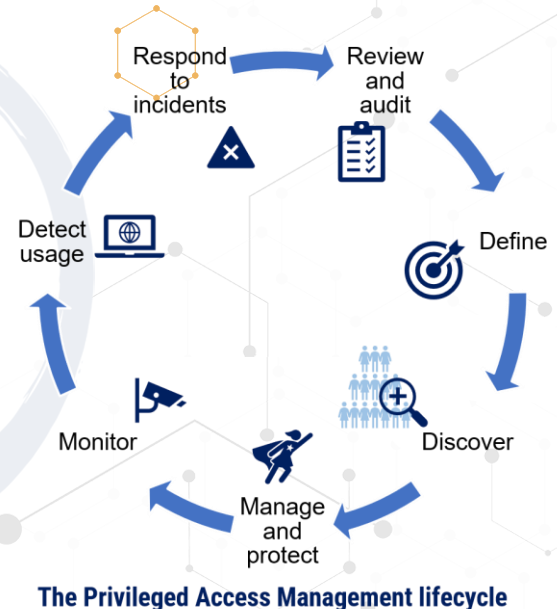 Respond
to
incidents
Review
and
audit
Define
Discover
Manage
and
protect
Monitor
Detect
usage
The Privileged Access Management lifecycle